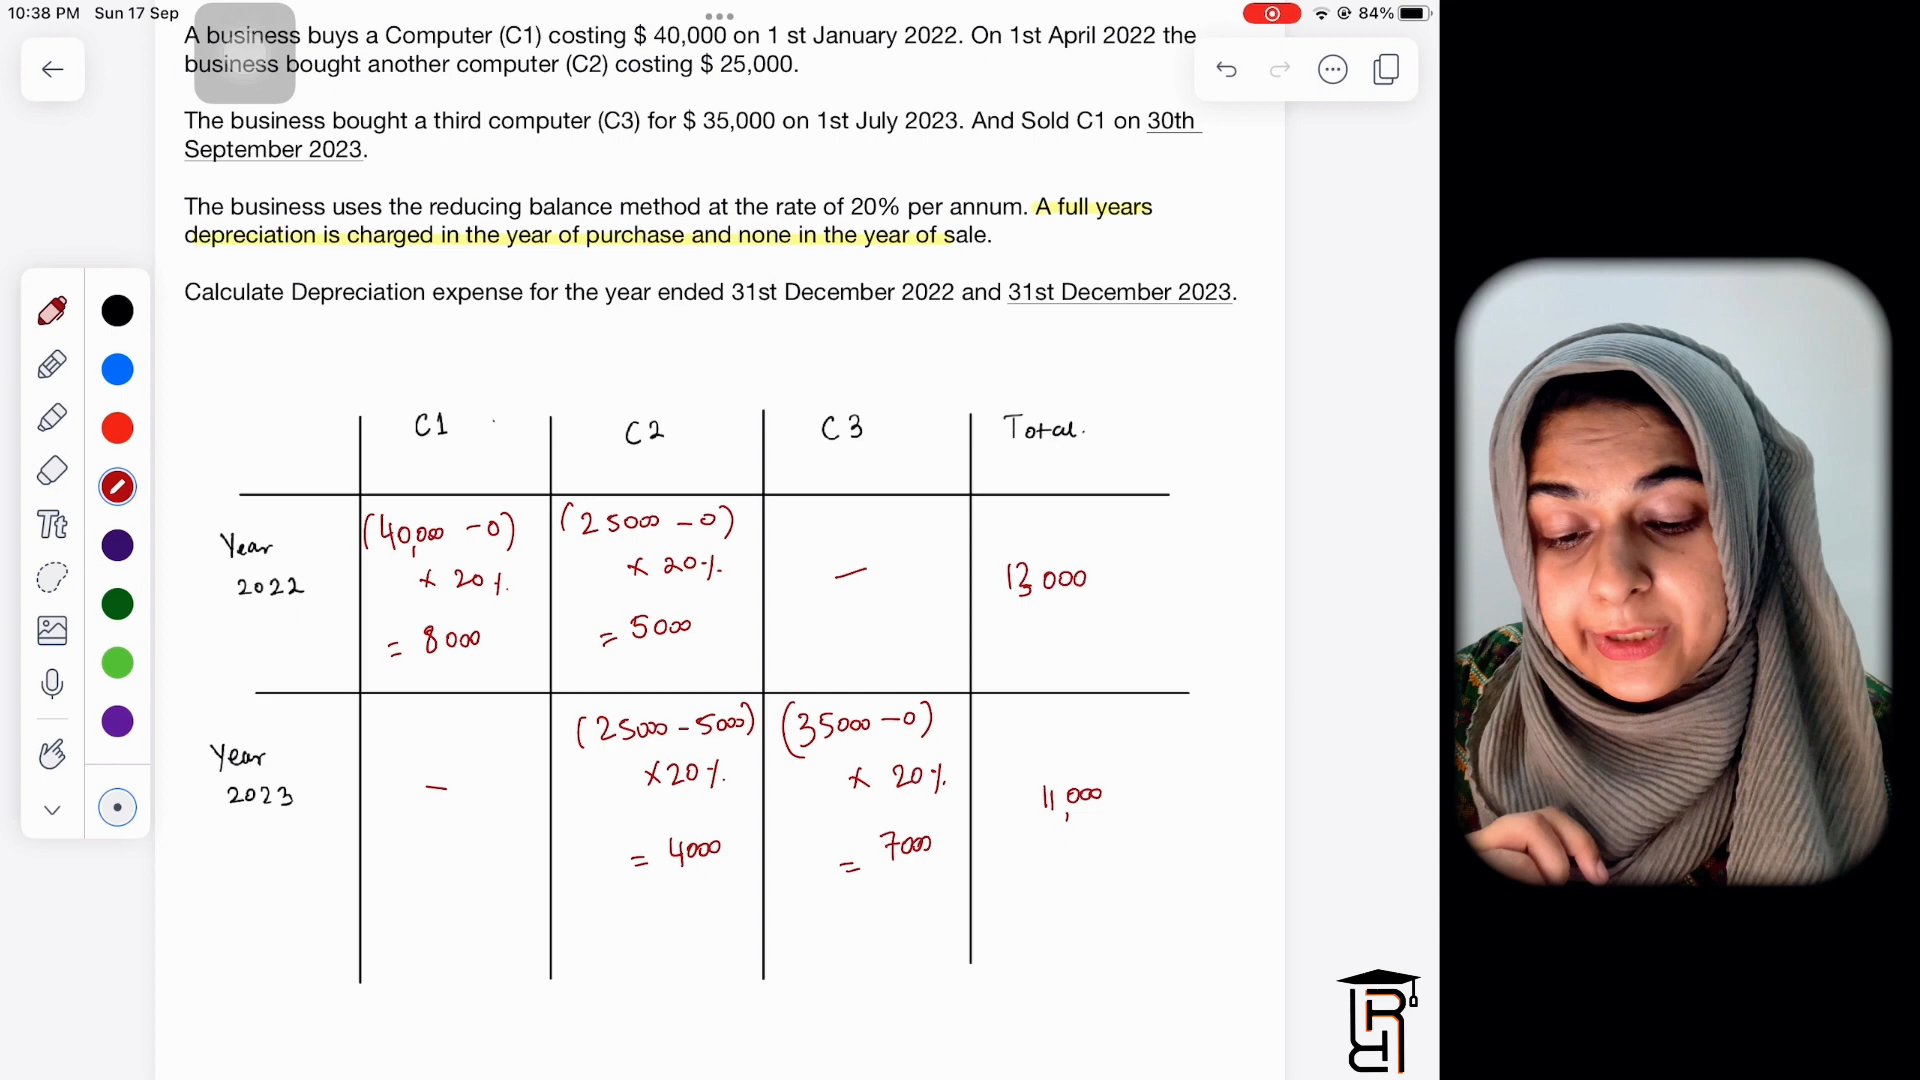 10:38 PM Sun 17 Sep
84%
A business buys a Computer (C1) costing $ 40,000 on 1 st January 2022. On 1st April 2022 the
business bought another computer (C2) costing $ 25,000.
The business bought a third computer (C3) for $ 35,000 on 1st July 2023. And Sold C1 on 30th
September 2023.
The business uses the reducing balance method at the rate of 20% per annum. A full years
depreciation is charged in the year of purchase and none in the year of sale.
Calculate Depreciation expense for the year ended 31st December 2022 and 31st December 2023.
Tt
C1 C2 C3 Total.
Year
2022
(40,000 - 0)
x 20%.
= 8000
(25000 - 0)
x 20%.
= 5000
—
13,000
Year
2023
—
(25000 - 5000)
x 20%.
= 4000
(35000 - 0)
x 20%.
= 7000
11,000